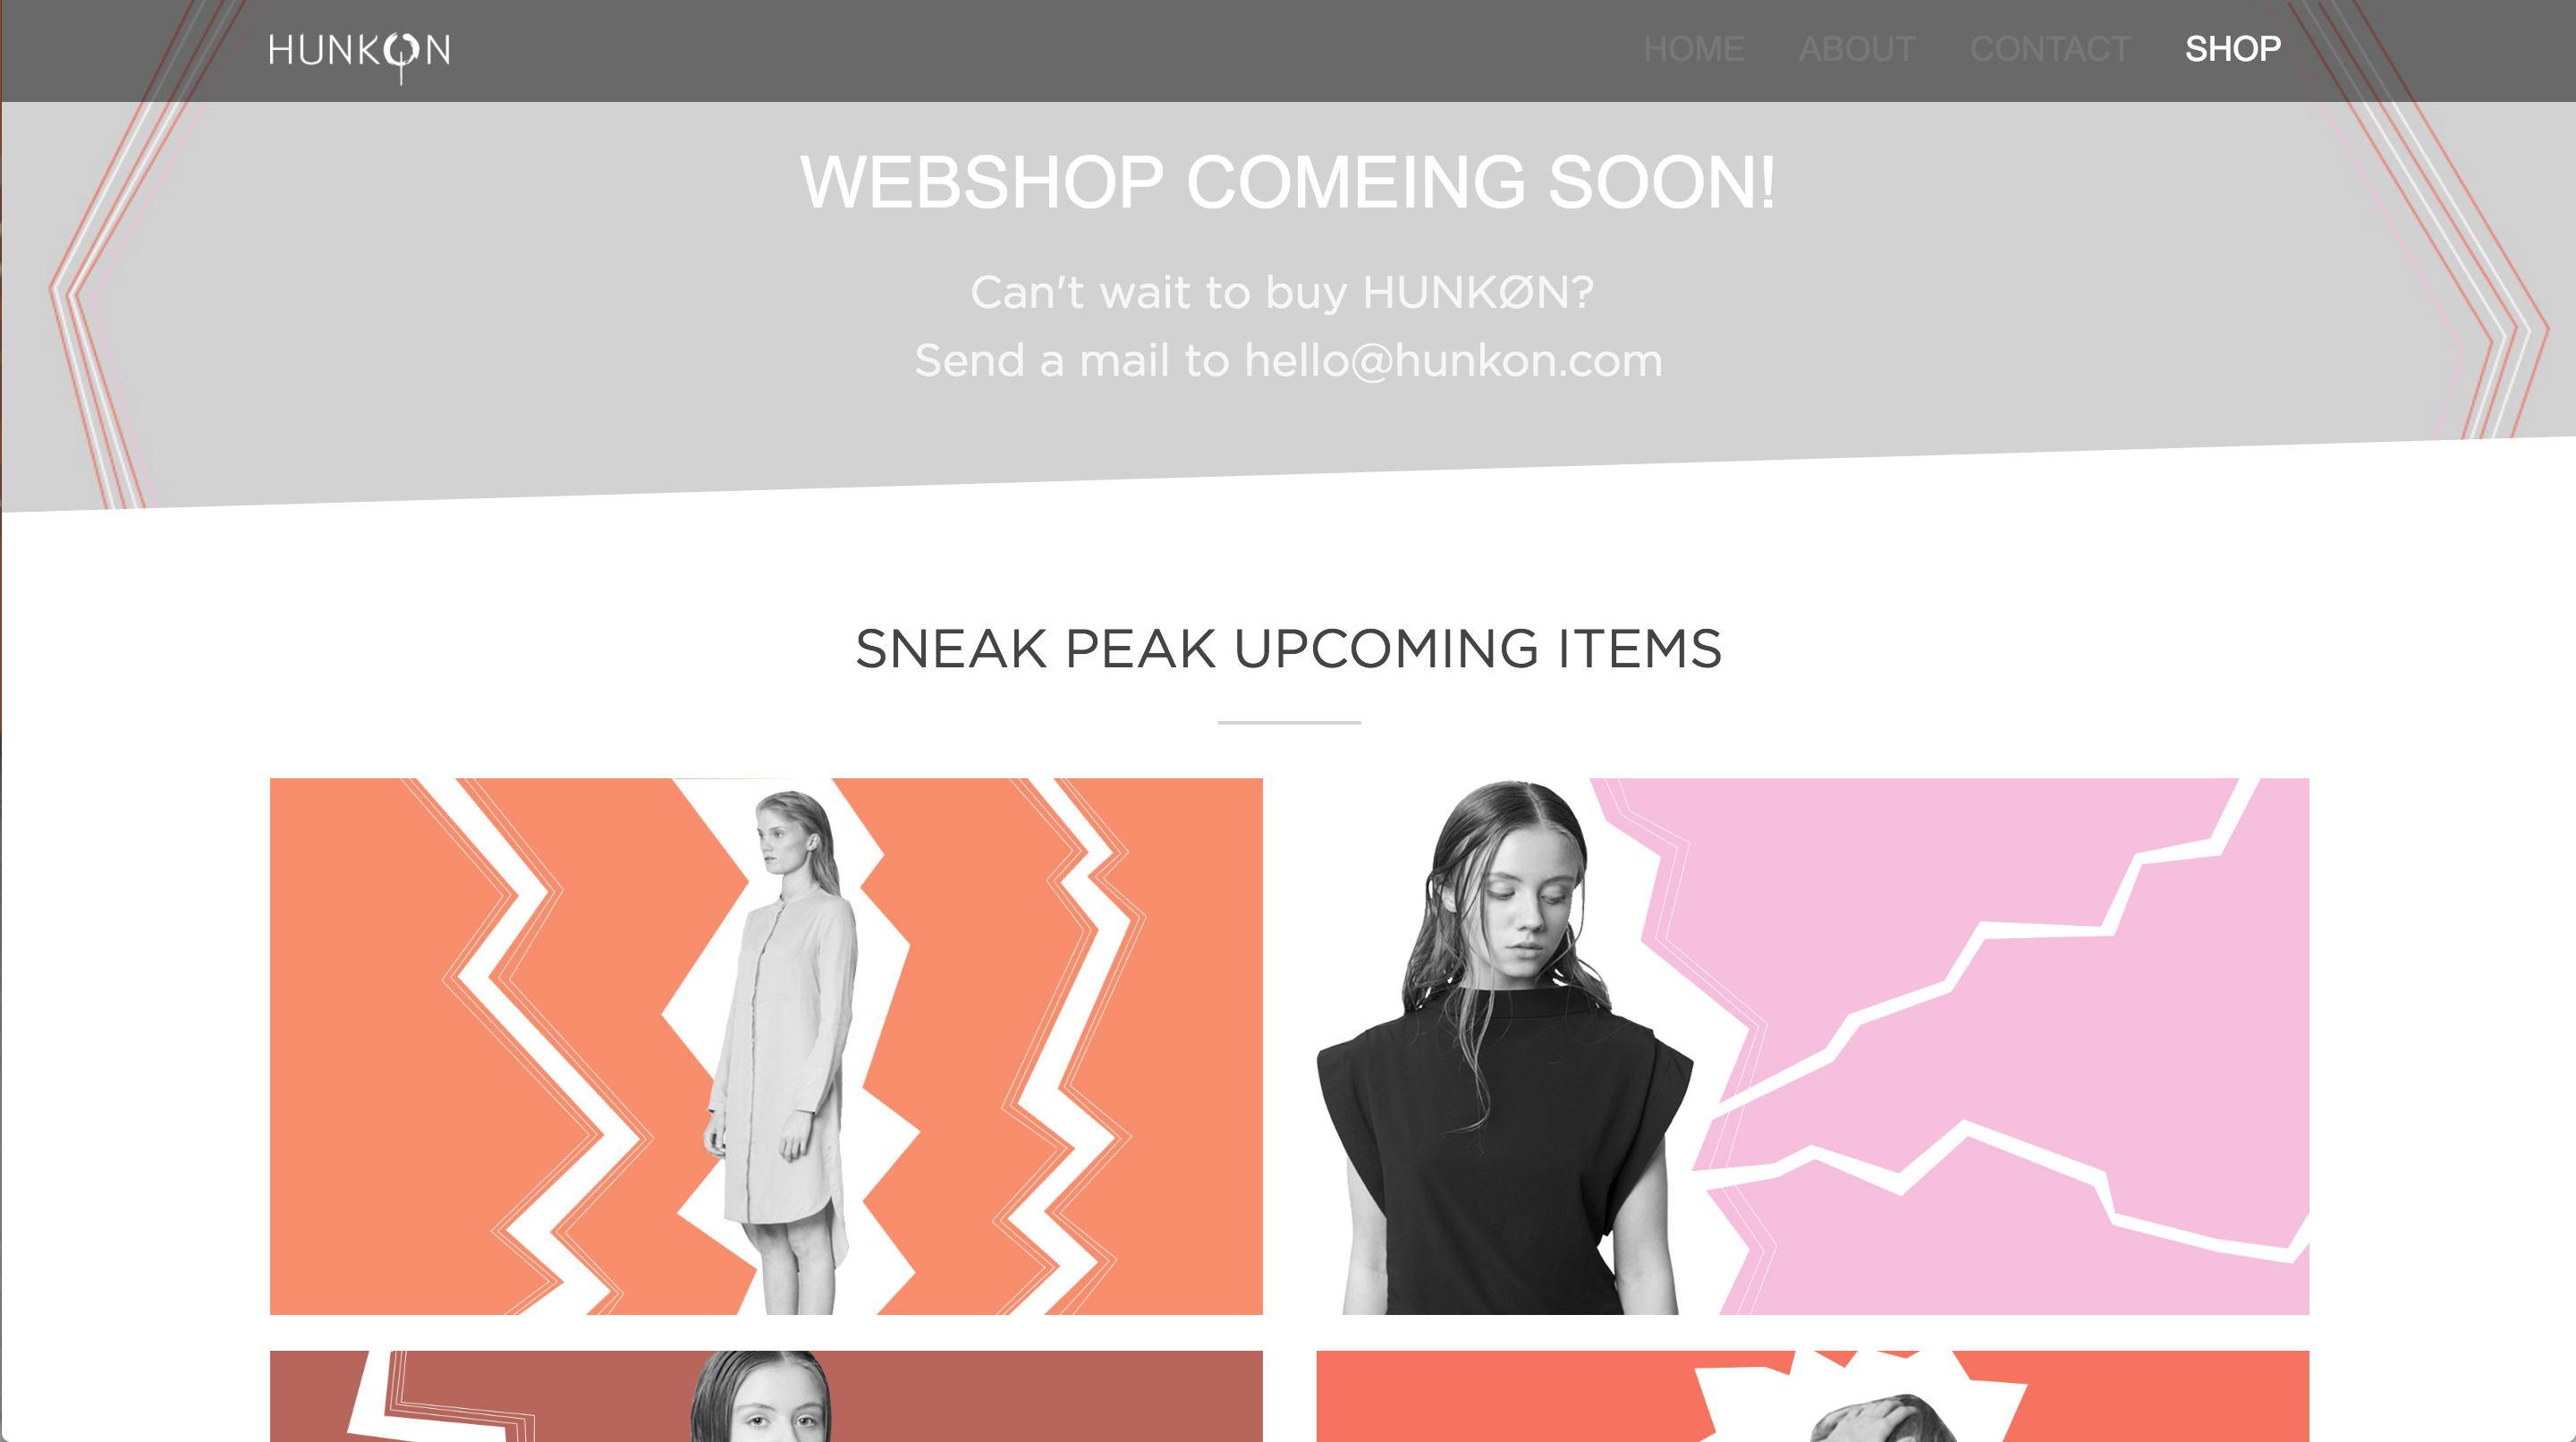 HUNKØN
HOME ABOUT CONTACT SHOP
WEBSHOP COMEING SOON!
Can't wait to buy HUNKØN?
Send a mail to hello@hunkon.com
SNEAK PEAK UPCOMING ITEMS